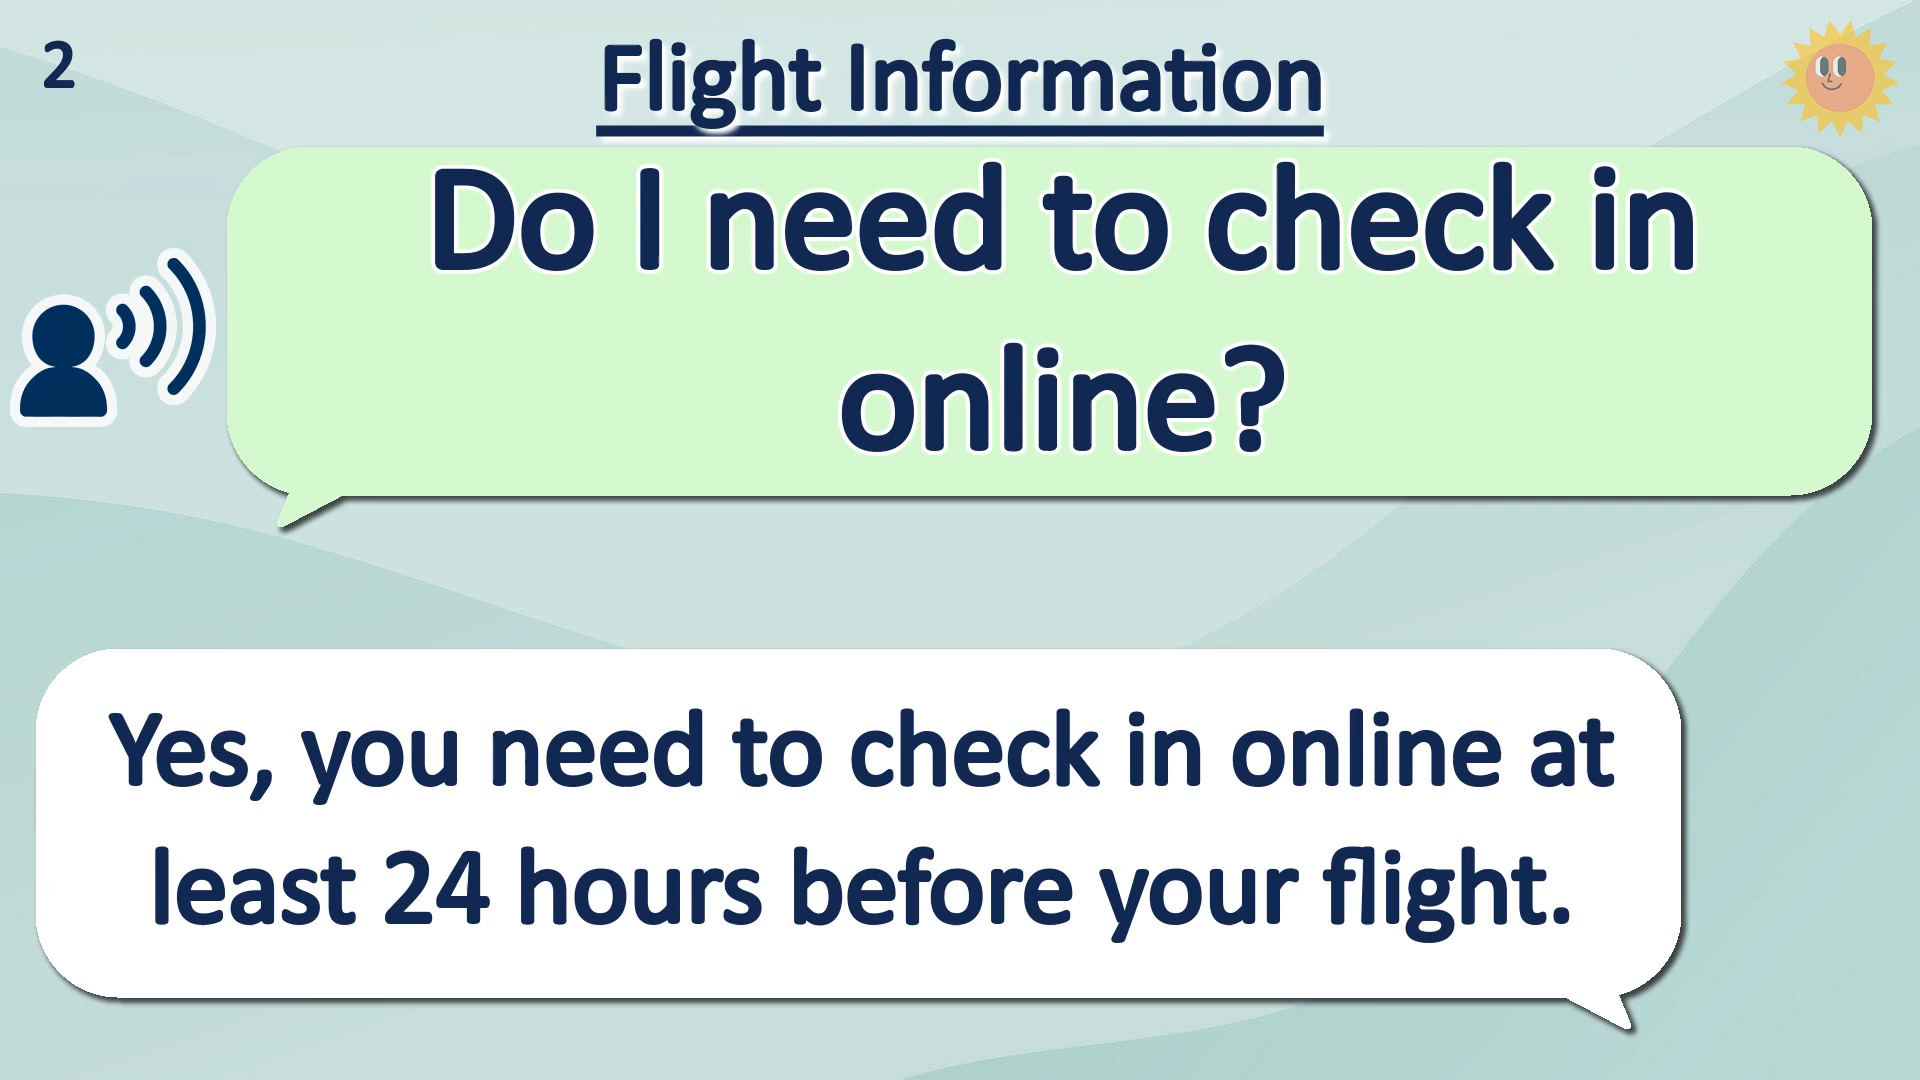 2
Flight Information
Do I need to check in
online?
Yes, you need to check in online at
least 24 hours before your flight.